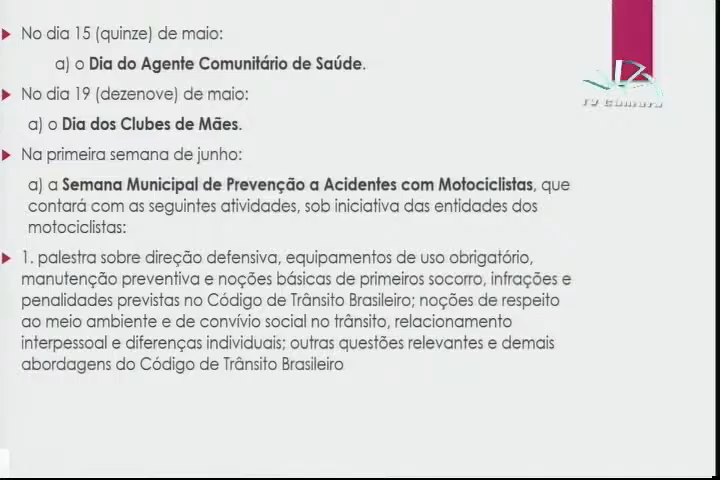 No dia 15 (quinze) de maio:
a) o Dia do Agente Comunitário de Saúde.
No dia 19 (dezenove) de maio:
a) o Dia dos Clubes de Mães.
Na primeira semana de junho:
a) a Semana Municipal de Prevenção a Acidentes com Motociclistas, que
contará com as seguintes atividades, sob iniciativa das entidades dos
motociclistas:
1. palestra sobre direção defensiva, equipamentos de uso obrigatório,
manutenção preventiva e noções básicas de primeiros socorro, infrações e
penalidades previstas no Código de Trânsito Brasileiro; noções de respeito
ao meio ambiente e de convívio social no trânsito, relacionamento
interpessoal e diferenças individuais; outras questões relevantes e demais
abordagens do Código de Trânsito Brasileiro
TV Câmara